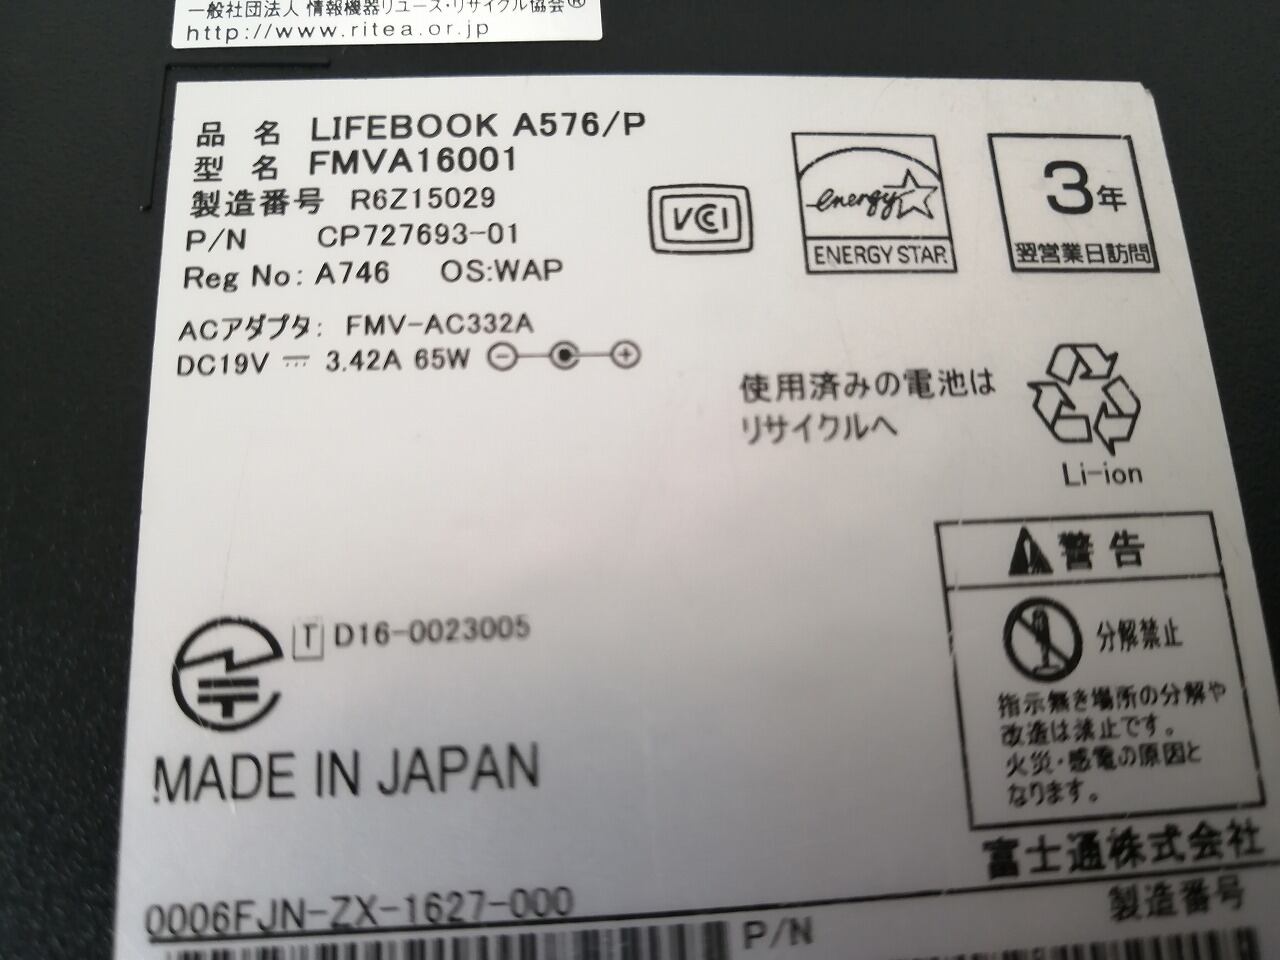 一般社団法人 情報機器リユース・リサイクル協会®
http://www.ritea.or.jp
品 名 LIFEBOOK A576/P
型 名 FMVA16001
製造番号 R6Z15029
P/N CP727693-01
Reg No: A746 OS:WAP
ACアダプタ: FMV-AC332A
DC19V ⎓ 3.42A 65W
VCCI
energy
ENERGY STAR
3年
翌営業日訪問
使用済みの電池は
リサイクルへ
Li-ion
警告
分解禁止
指示無き場所の分解や
改造は禁止です。
火災・感電の原因と
なります。
T D16-0023005
MADE IN JAPAN
富士通株式会社
0006FJN-ZX-1627-000
製造番号
P/N